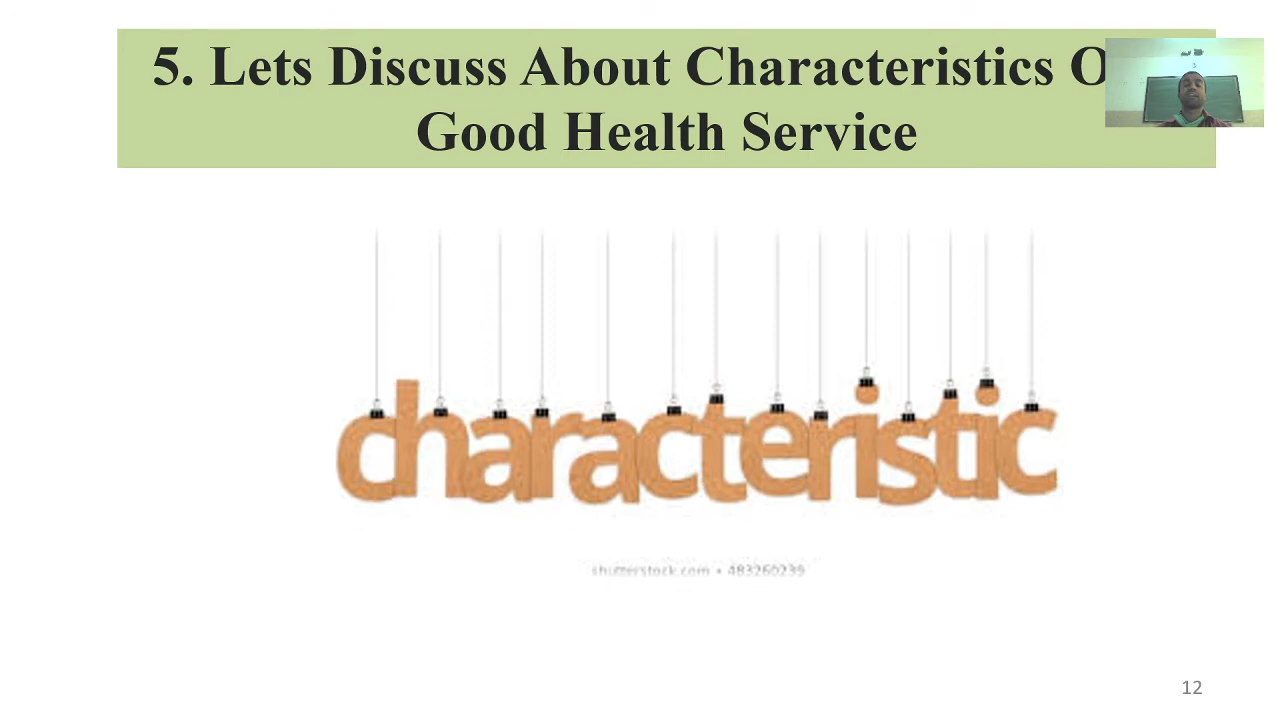 5. Lets Discuss About Characteristics O
Good Health Service
characteristic
shutterstock.com • 483260239
12